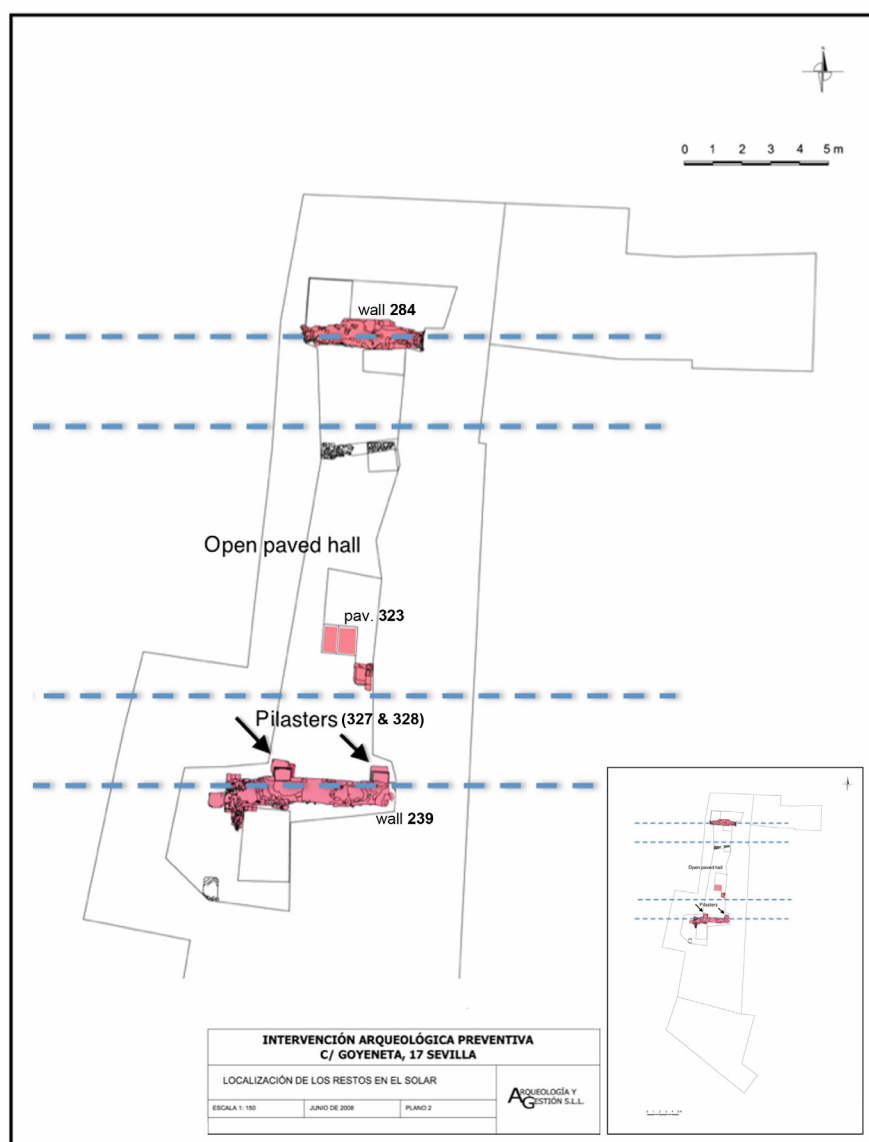 N
0 1 2 3 4 5 m
wall 284
Open paved hall
pav. 323
Pilasters (327 & 328)
wall 239
Open paved hall
Pilasters
INTERVENCIÓN ARQUEOLÓGICA PREVENTIVA
C/ GOYENETA, 17 SEVILLA
LOCALIZACIÓN DE LOS RESTOS EN EL SOLAR
ESCALA 1: 150 JUNIO DE 2008 PLANO 2
ARQUEOLOGÍA Y
GESTIÓN S.L.L.